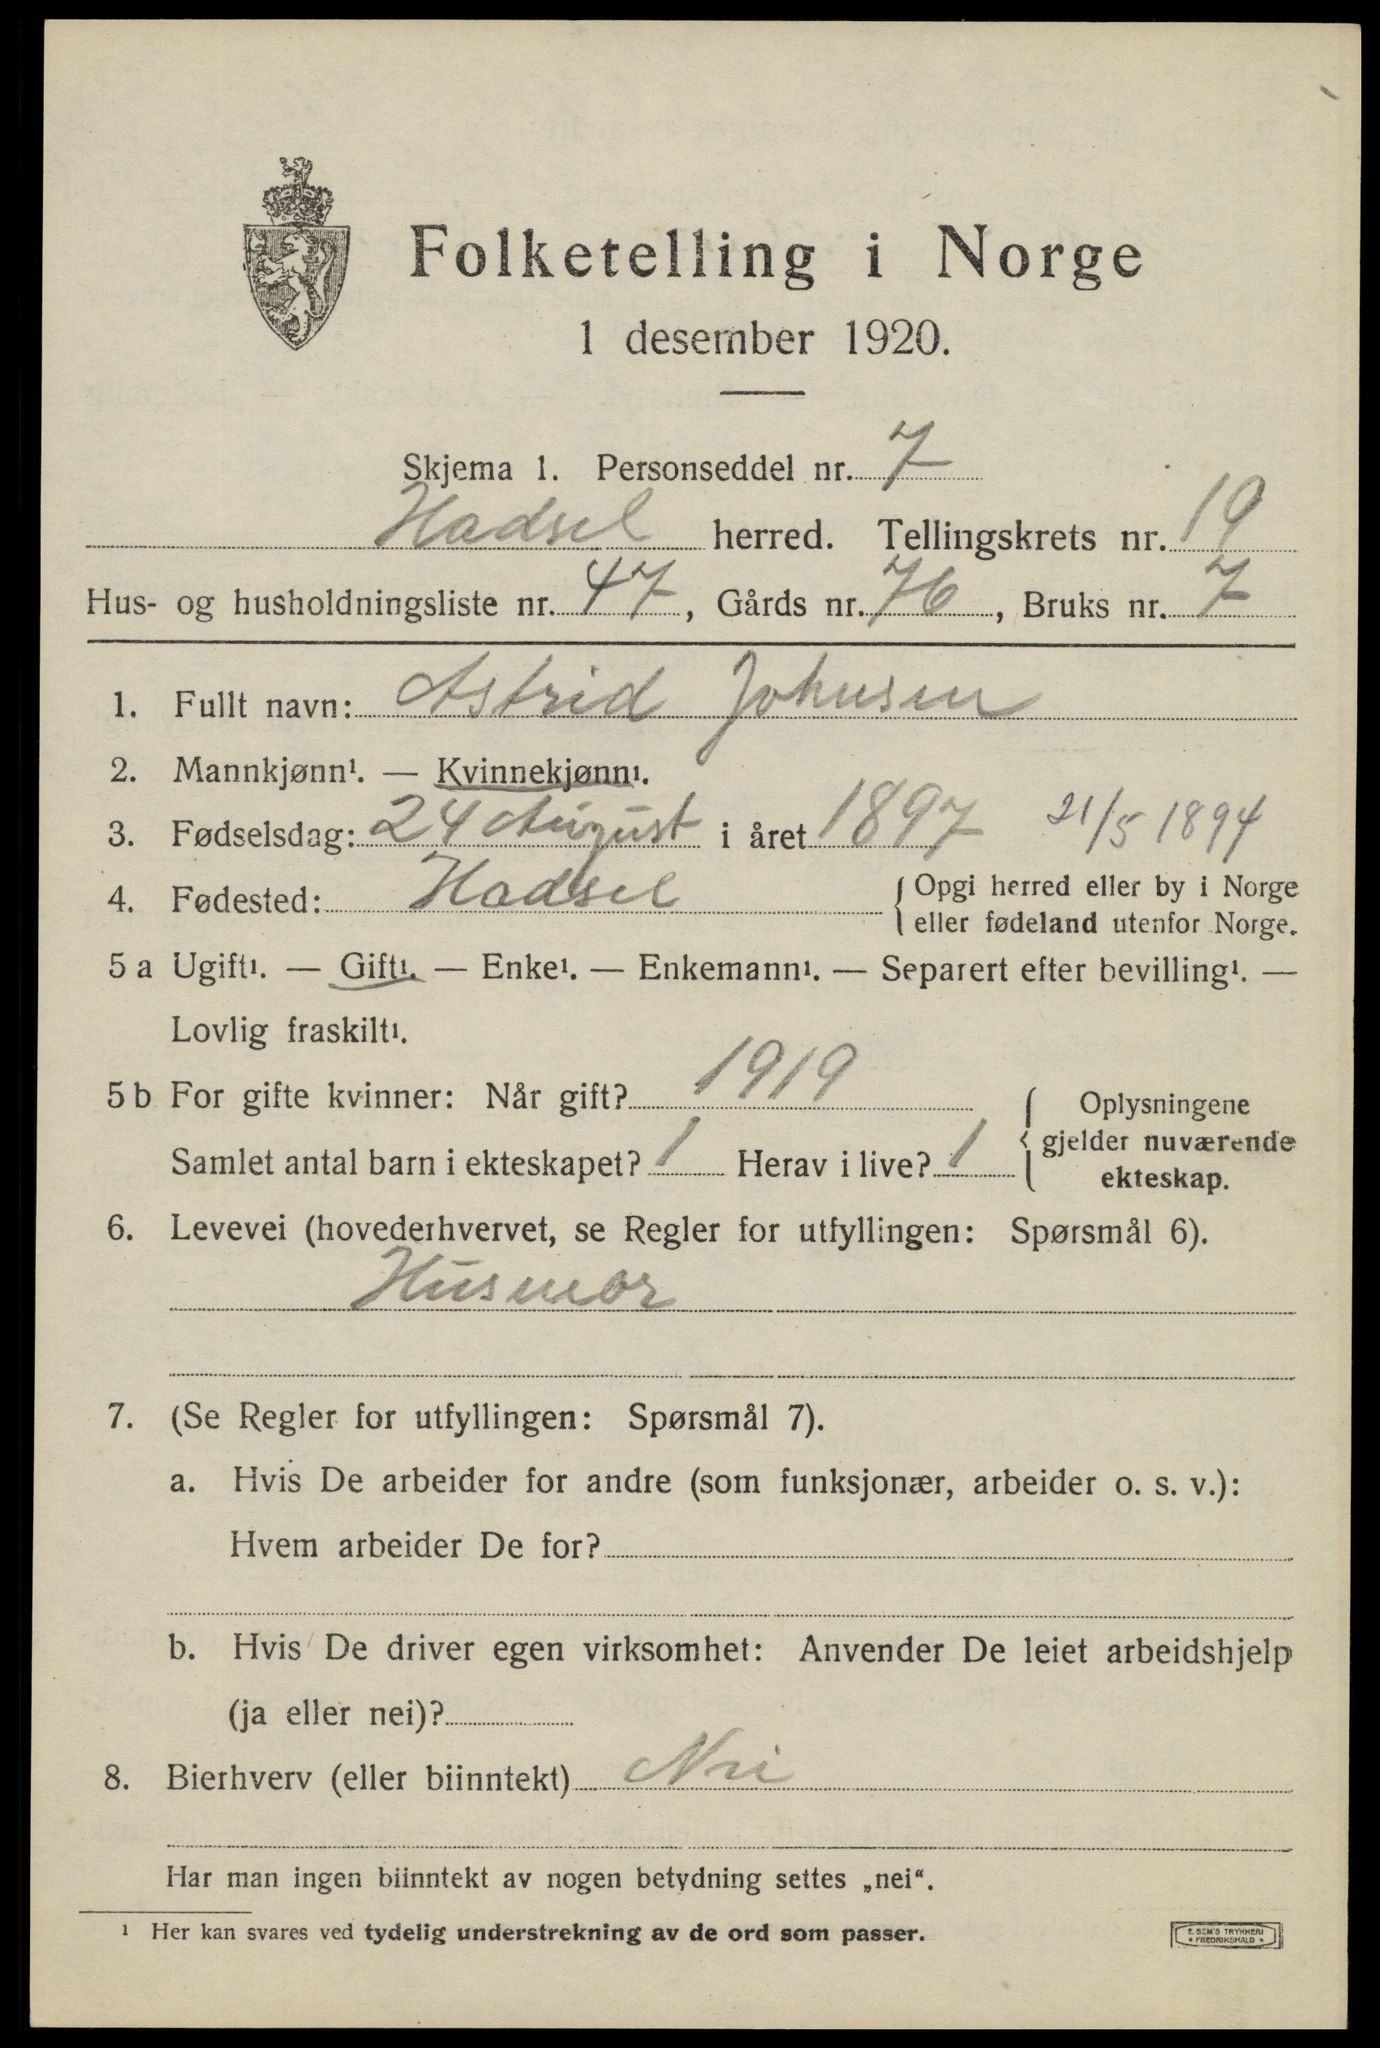 Folketelling i Norge
1 desember 1920.
Skjema 1. Personseddel nr. 7
Hadsel herred. Tellingskrets nr. 19
Hus- og husholdningsliste nr. 47, Gårds nr. 76, Bruks nr. 7
1. Fullt navn: Astrid Johnsen
2. Mannkjønn¹. — Kvinnekjønn¹.
3. Fødselsdag: 24 August i året 1897 21/5 1894
4. Fødested: Hadsel { Opgi herred eller by i Norge
eller fødeland utenfor Norge.
5 a Ugift¹. — Gift¹. — Enke¹. — Enkemann¹. — Separert efter bevilling¹. —
Lovlig fraskilt¹.
5 b For gifte kvinner: Når gift? 1919 { Oplysningene
Samlet antal barn i ekteskapet? 1 Herav i live? 1 gjelder nuværende
ekteskap.
6. Levevei (hovederhvervet, se Regler for utfyllingen: Spørsmål 6).
Husmor
7. (Se Regler for utfyllingen: Spørsmål 7).
a. Hvis De arbeider for andre (som funksjonær, arbeider o. s. v.):
Hvem arbeider De for?
b. Hvis De driver egen virksomhet: Anvender De leiet arbeidshjelp
(ja eller nei)?
8. Bierhverv (eller biinntekt) Nei
Har man ingen biinntekt av nogen betydning settes „nei“.
¹ Her kan svares ved tydelig understrekning av de ord som passer.
E. SEM'S TRYKKERI
• FREDRIKSHALD •